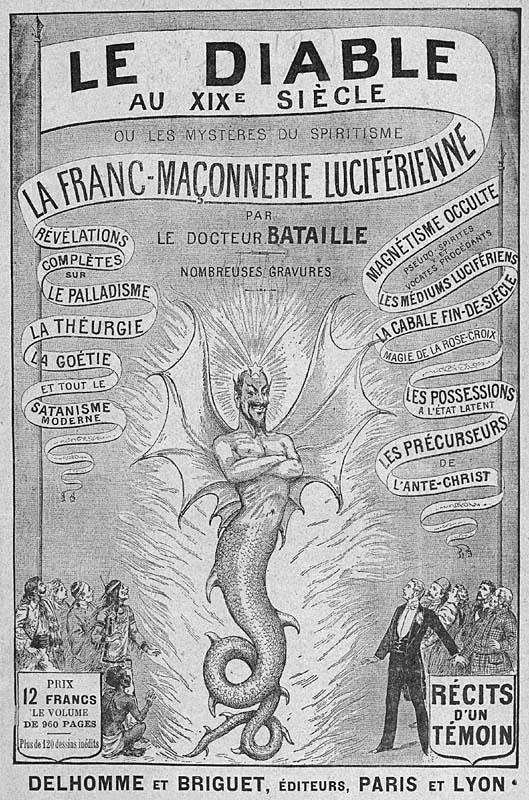 LE DIABLE
AU XIXE SIÈCLE
OU LES MYSTÈRES DU SPIRITISME
LA FRANC-MAÇONNERIE LUCIFÉRIENNE
PAR
LE DOCTEUR BATAILLE
NOMBREUSES GRAVURES
RÉVÉLATIONS
COMPLÈTES
SUR
LE PALLADISME
LA THÉURGIE
LA GOÉTIE
ET TOUT LE
SATANISME
MODERNE
MAGNÉTISME OCCULTE
PSEUDO-SPIRITES
ET
VOCATES PROCÉDANTS
LES MÉDIUMS LUCIFÉRIENS
LA CABALE FIN-DE-SIÈCLE
MAGIE DE LA ROSE-CROIX
LES POSSESSIONS
A L'ÉTAT LATENT
LES PRÉCURSEURS
DE
L'ANTE-CHRIST
PRIX
12 FRANCS
LE VOLUME
DE 960 PAGES
Plus de 120 dessins inédits
RÉCITS
D'UN
TÉMOIN
DELHOMME ET BRIGUET, ÉDITEURS, PARIS ET LYON